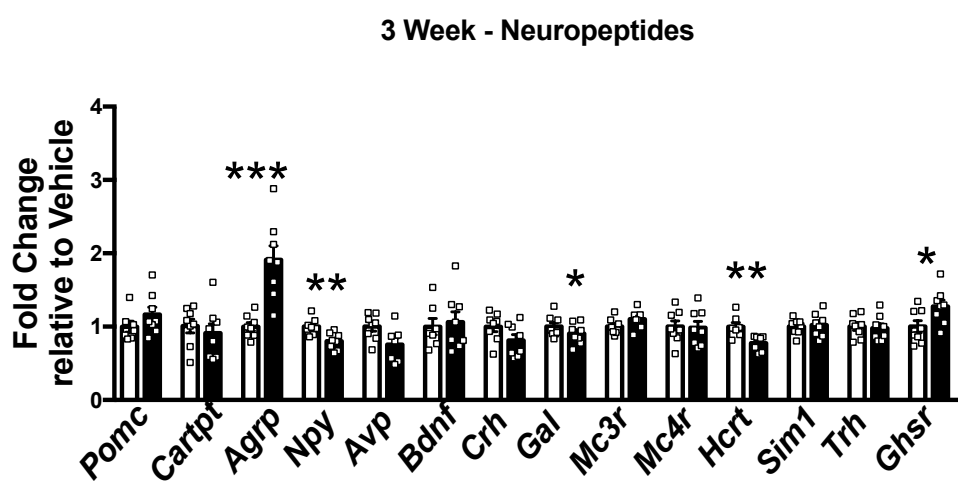 3 Week - Neuropeptides
Fold Change
relative to Vehicle
4
3
2
1
0
***
**
*
**
*
Pomc
Cartpt
Agrp
Npy
Avp
Bdnf
Crh
Gal
Mc3r
Mc4r
Hcrt
Sim1
Trh
Ghsr